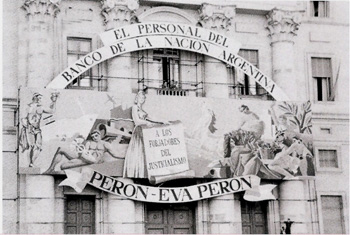 EL PERSONAL DEL
BANCO DE LA NACION ARGENTINA
A LOS
FORJADORES
DEL
JUSTICIALISMO
PERON-EVA PERON